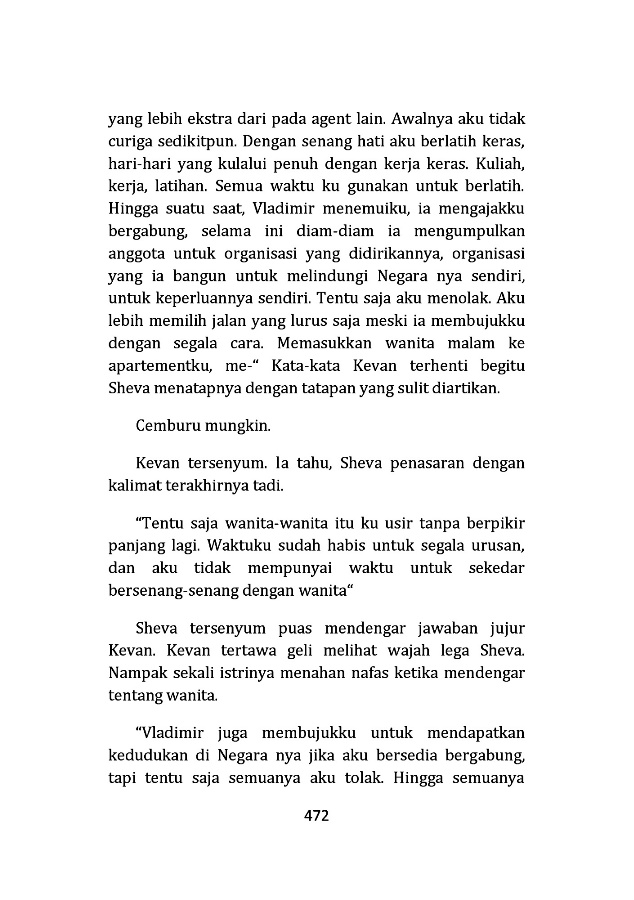 yang lebih ekstra dari pada agent lain. Awalnya aku tidak
curiga sedikitpun. Dengan senang hati aku berlatih keras,
hari-hari yang kulalui penuh dengan kerja keras. Kuliah,
kerja, latihan. Semua waktu ku gunakan untuk berlatih.
Hingga suatu saat, Vladimir menemuiku, ia mengajakku
bergabung, selama ini diam-diam ia mengumpulkan
anggota untuk organisasi yang didirikannya, organisasi
yang ia bangun untuk melindungi Negara nya sendiri,
untuk keperluannya sendiri. Tentu saja aku menolak. Aku
lebih memilih jalan yang lurus saja meski ia membujukku
dengan segala cara. Memasukkan wanita malam ke
apartementku, me-“ Kata-kata Kevan terhenti begitu
Sheva menatapnya dengan tatapan yang sulit diartikan.
Cemburu mungkin.
Kevan tersenyum. Ia tahu, Sheva penasaran dengan
kalimat terakhirnya tadi.
“Tentu saja wanita-wanita itu ku usir tanpa berpikir
panjang lagi. Waktuku sudah habis untuk segala urusan,
dan aku tidak mempunyai waktu untuk sekedar
bersenang-senang dengan wanita“
Sheva tersenyum puas mendengar jawaban jujur
Kevan. Kevan tertawa geli melihat wajah lega Sheva.
Nampak sekali istrinya menahan nafas ketika mendengar
tentang wanita.
“Vladimir juga membujukku untuk mendapatkan
kedudukan di Negara nya jika aku bersedia bergabung,
tapi tentu saja semuanya aku tolak. Hingga semuanya
472